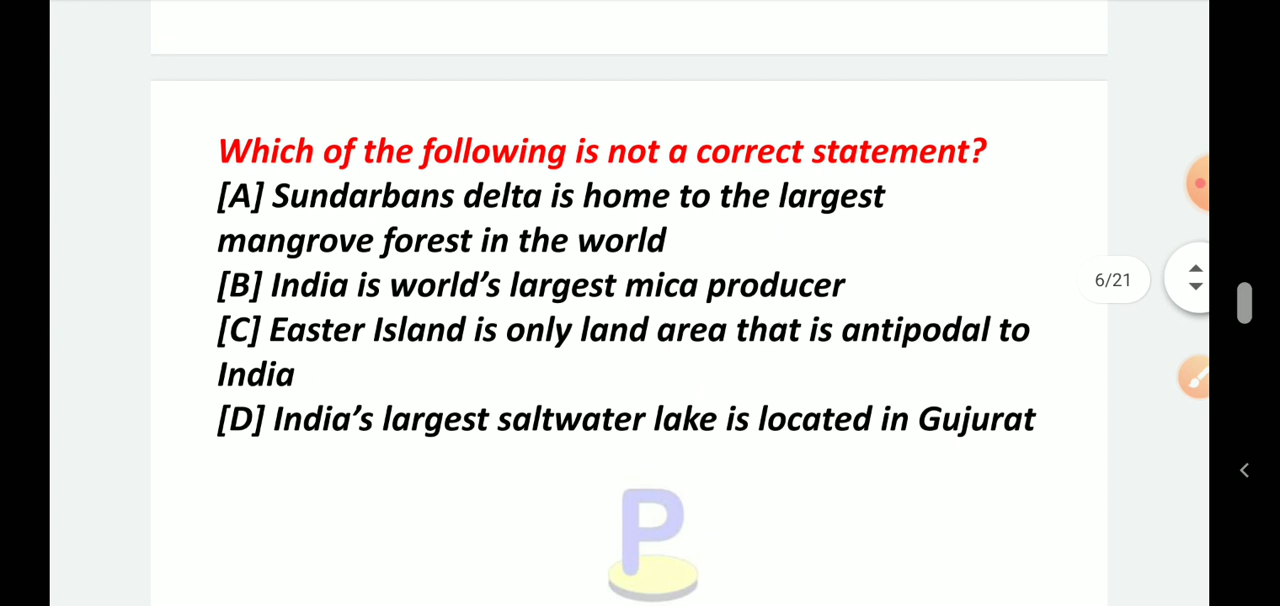 Which of the following is not a correct statement?
[A] Sundarbans delta is home to the largest
mangrove forest in the world
[B] India is world’s largest mica producer
[C] Easter Island is only land area that is antipodal to
India
[D] India’s largest saltwater lake is located in Gujurat
6/21
P